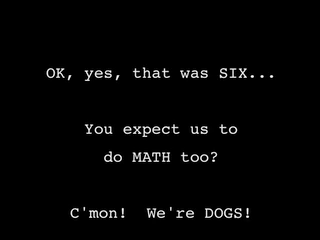 OK, yes, that was SIX...
You expect us to
do MATH too?
C'mon!  We're DOGS!